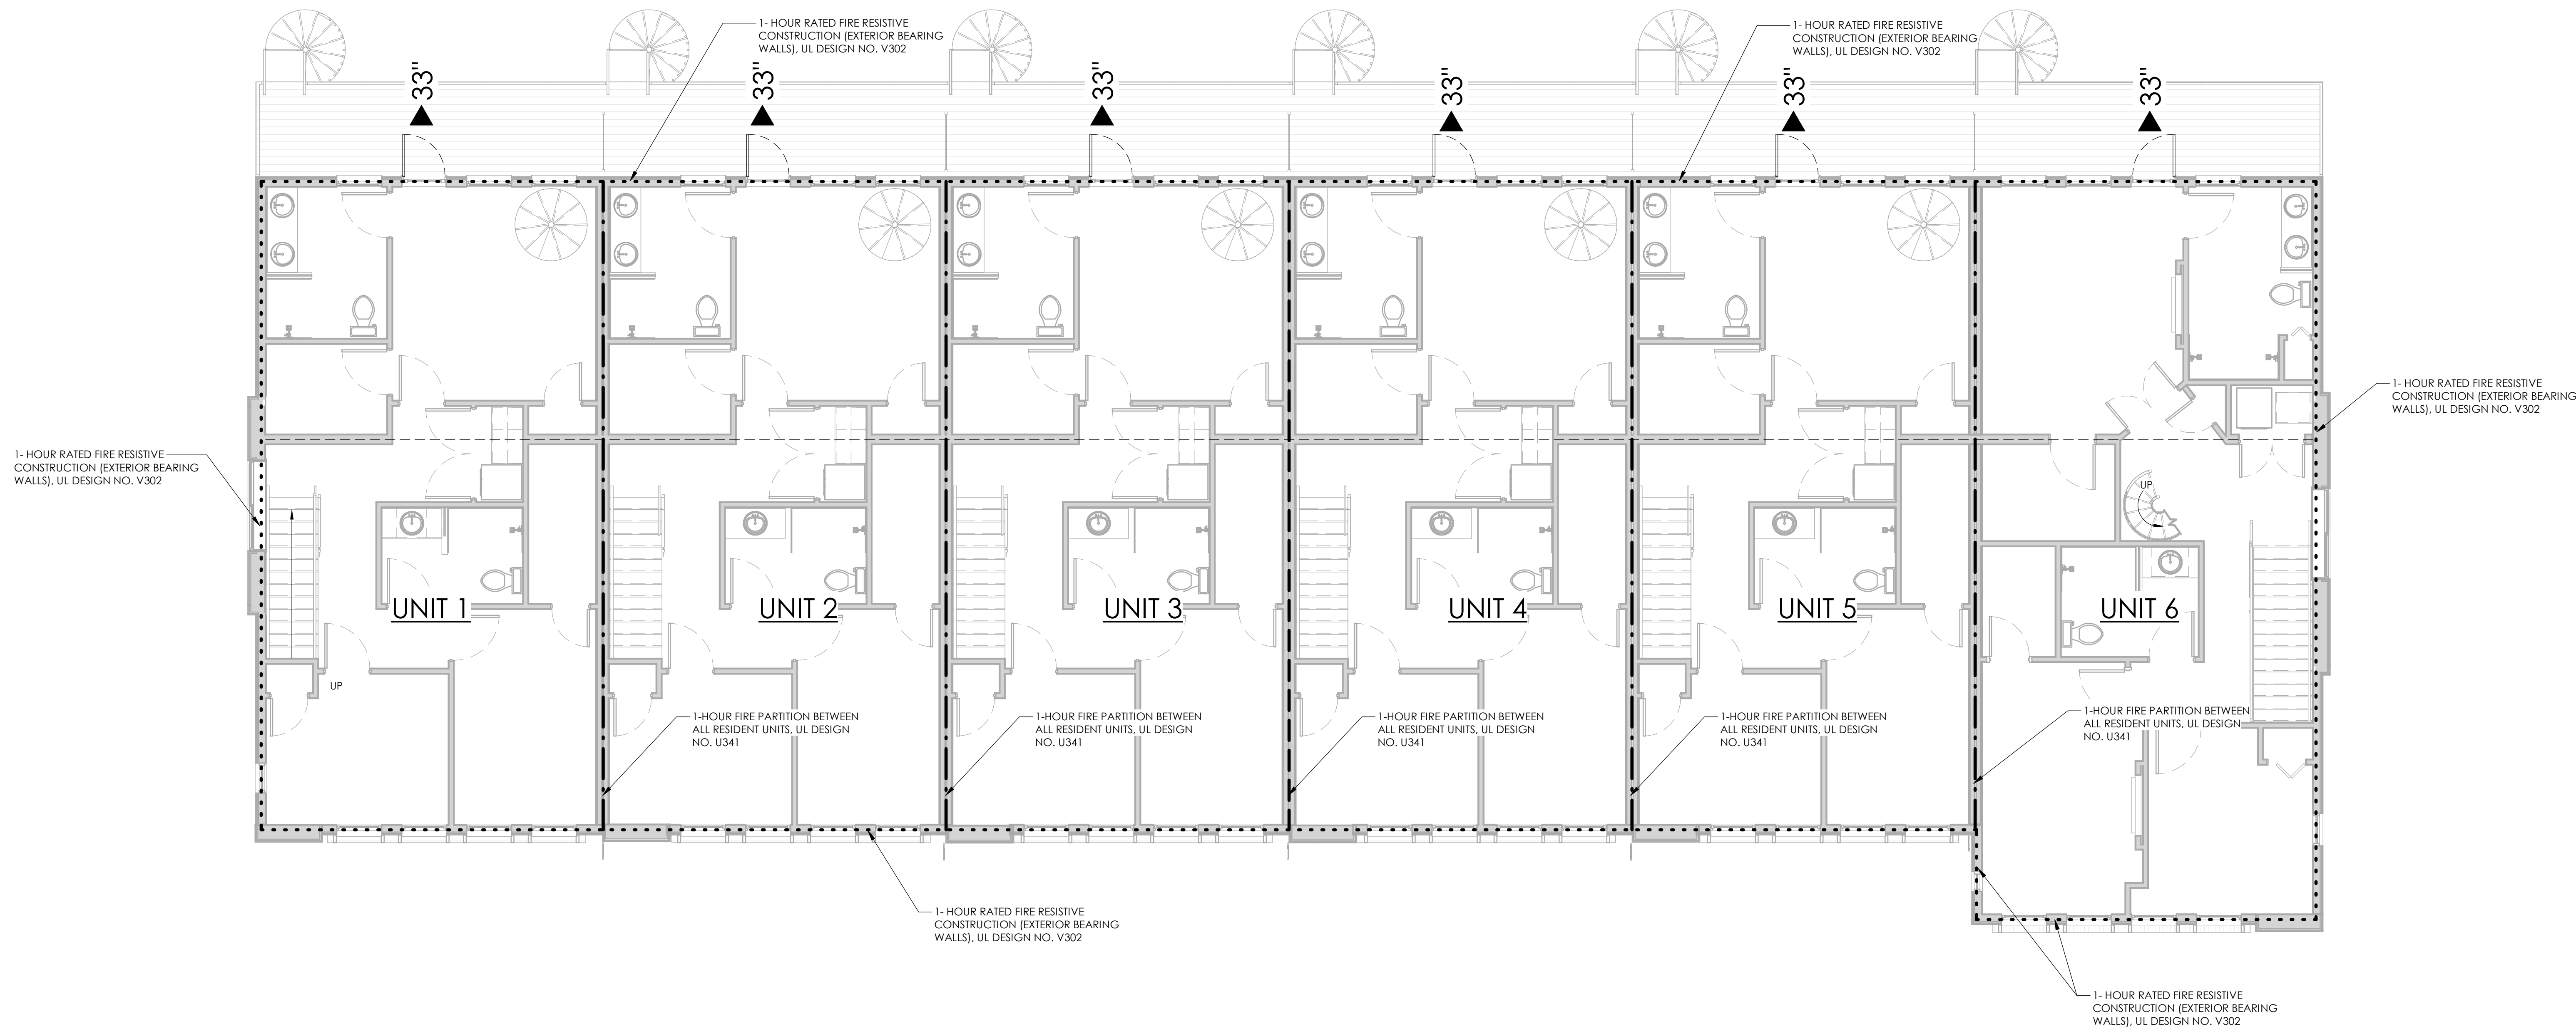 1- HOUR RATED FIRE RESISTIVE
CONSTRUCTION (EXTERIOR BEARING
WALLS), UL DESIGN NO. V302
1- HOUR RATED FIRE RESISTIVE
CONSTRUCTION (EXTERIOR BEARING
WALLS), UL DESIGN NO. V302
33"
33"
33"
33"
33"
33"
1- HOUR RATED FIRE RESISTIVE
CONSTRUCTION (EXTERIOR BEARING
WALLS), UL DESIGN NO. V302
1- HOUR RATED FIRE RESISTIVE
CONSTRUCTION (EXTERIOR BEARING
WALLS), UL DESIGN NO. V302
UP
UNIT 1
UNIT 2
UNIT 3
UNIT 4
UNIT 5
UNIT 6
UP
1-HOUR FIRE PARTITION BETWEEN
ALL RESIDENT UNITS, UL DESIGN
NO. U341
1-HOUR FIRE PARTITION BETWEEN
ALL RESIDENT UNITS, UL DESIGN
NO. U341
1-HOUR FIRE PARTITION BETWEEN
ALL RESIDENT UNITS, UL DESIGN
NO. U341
1-HOUR FIRE PARTITION BETWEEN
ALL RESIDENT UNITS, UL DESIGN
NO. U341
1-HOUR FIRE PARTITION BETWEEN
ALL RESIDENT UNITS, UL DESIGN
NO. U341
1- HOUR RATED FIRE RESISTIVE
CONSTRUCTION (EXTERIOR BEARING
WALLS), UL DESIGN NO. V302
1- HOUR RATED FIRE RESISTIVE
CONSTRUCTION (EXTERIOR BEARING
WALLS), UL DESIGN NO. V302